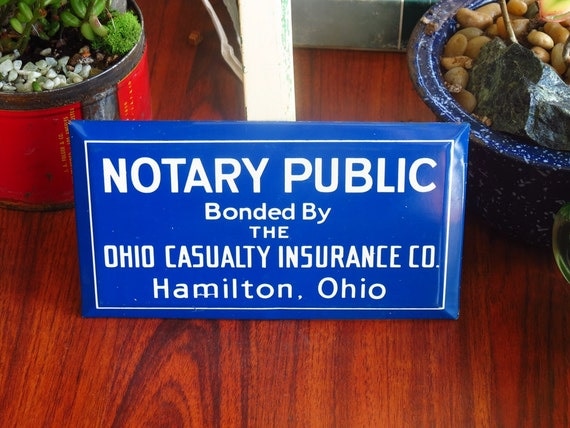 NOTARY PUBLIC
Bonded By
THE
OHIO CASUALTY INSURANCE CO.
Hamilton, Ohio